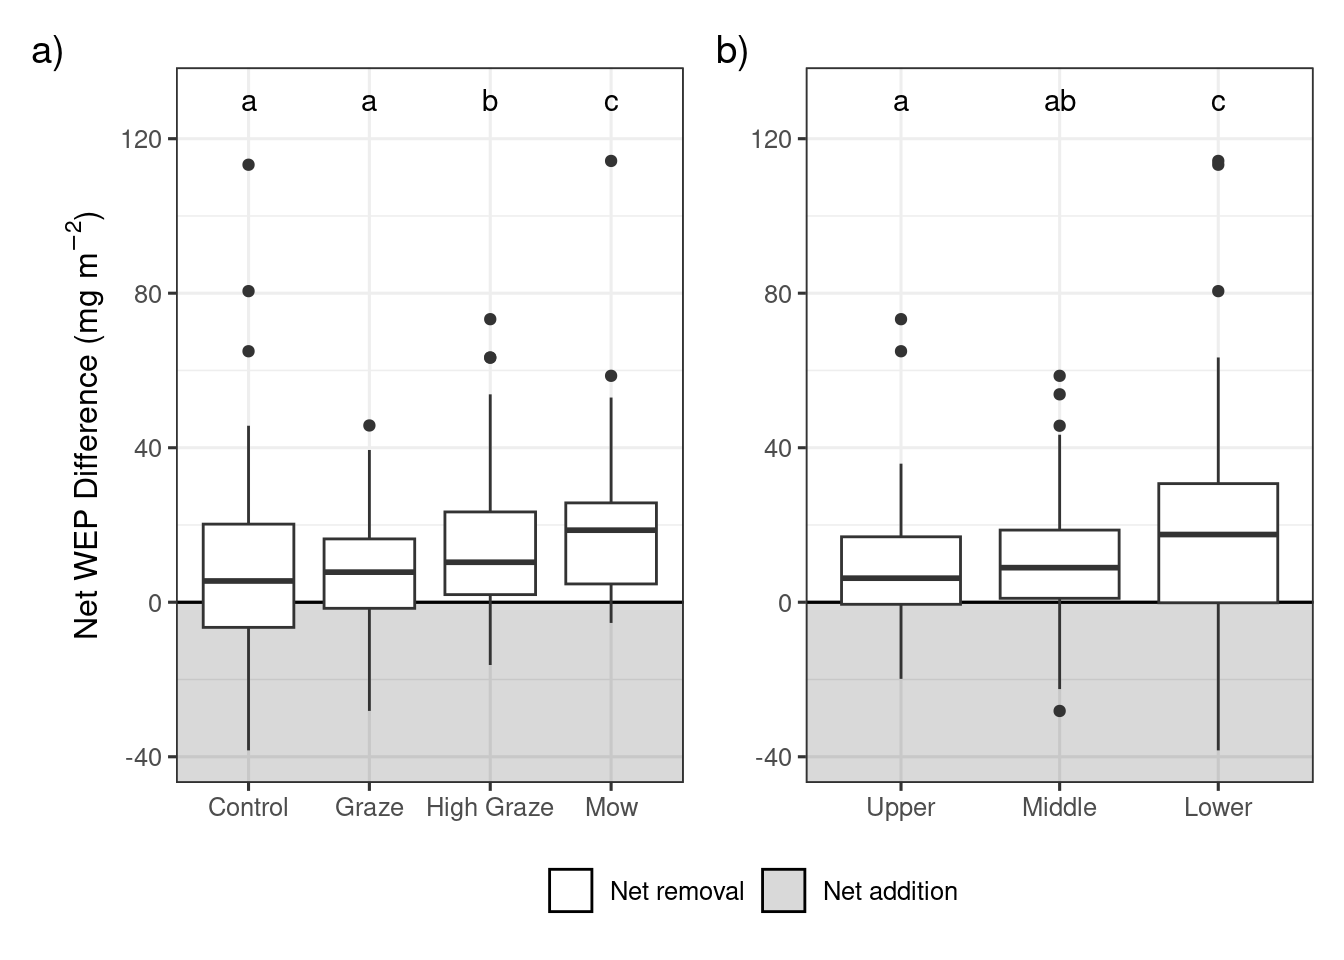 a)
a a b c
120
80
40
0
-40
Net WEP Difference (mg m−2)
Control Graze High Graze Mow
b)
a ab c
120
80
40
0
-40
Upper Middle Lower
Net removal Net addition